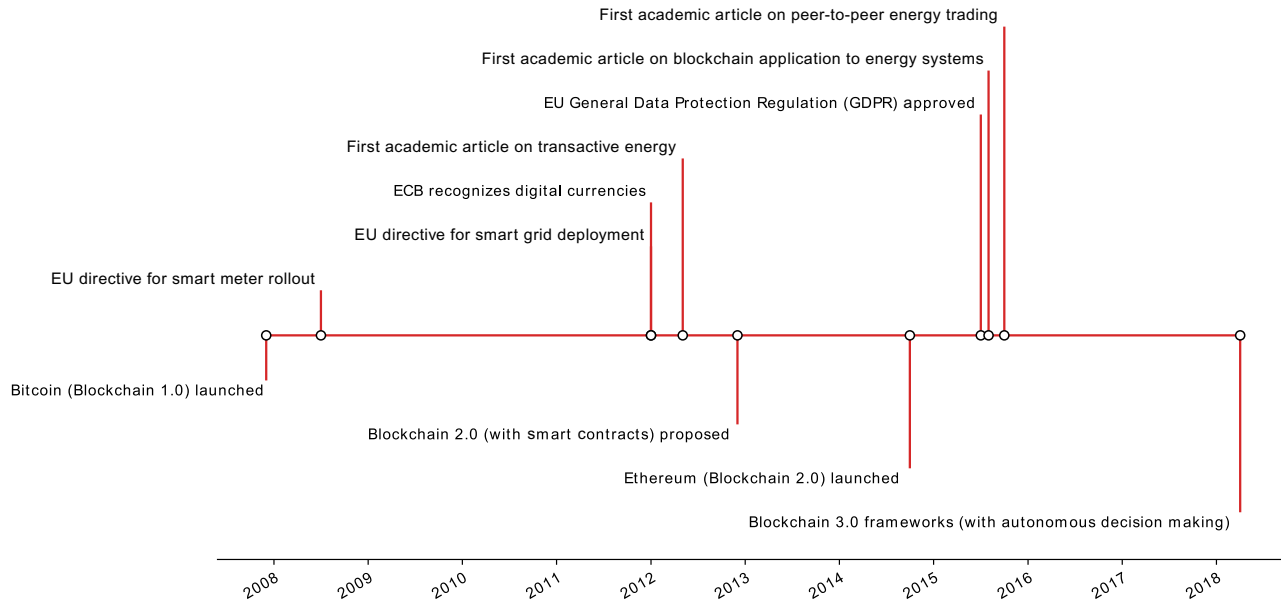 First academic article on peer-to-peer energy trading
First academic article on blockchain application to energy systems
EU General Data Protection Regulation (GDPR) approved
First academic article on transactive energy
ECB recognizes digital currencies
EU directive for smart grid deployment
EU directive for smart meter rollout
Bitcoin (Blockchain 1.0) launched
Blockchain 2.0 (with smart contracts) proposed
Ethereum (Blockchain 2.0) launched
Blockchain 3.0 frameworks (with autonomous decision making)
2008
2009
2010
2011
2012
2013
2014
2015
2016
2017
2018